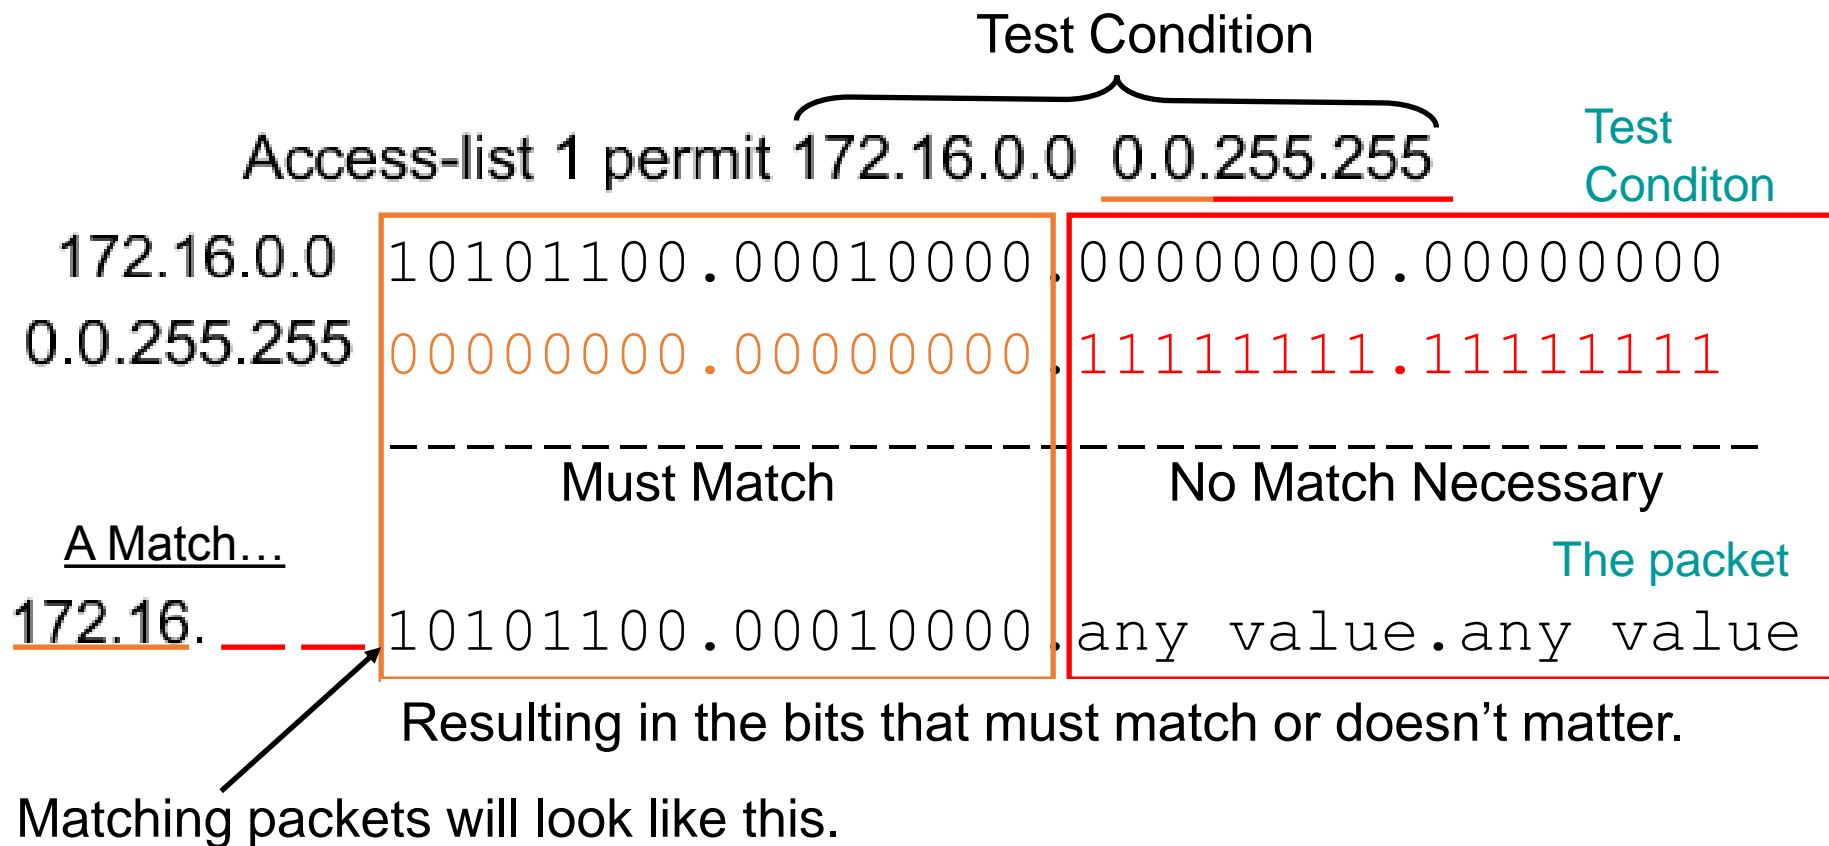 Test Condition
Access-list 1 permit 172.16.0.0 0.0.255.255
Test
Conditon
172.16.0.0 10101100.00010000.00000000.00000000
0.0.255.255 00000000.00000000.11111111.11111111
Must Match No Match Necessary
A Match…
The packet
172.16. __ __ 10101100.00010000.any value.any value
Resulting in the bits that must match or doesn’t matter.
Matching packets will look like this.